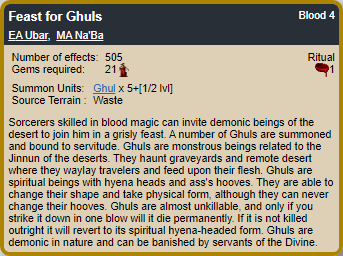 Feast for Ghuls Blood 4
EA Ubar, MA Na'Ba
Number of effects: 505 Ritual
Gems required: 21 1
Summon Units: Ghul x 5+[1/2 lvl]
Source Terrain : Waste
Sorcerers skilled in blood magic can invite demonic beings of the
desert to join him in a grisly feast. A number of Ghuls are summoned
and bound to servitude. Ghuls are monstrous beings related to the
Jinnun of the deserts. They haunt graveyards and remote desert
where they waylay travelers and feed upon their flesh. Ghuls are
spiritual beings with hyena heads and ass's hooves. They are able to
change their shape and take physical form, although they can never
change their hooves. Ghuls are almost unkillable, and only if you
strike it down in one blow will it die permanently. If it is not killed
outright it will revert to its spiritual hyena-headed form. Ghuls are
demonic in nature and can be banished by servants of the Divine.